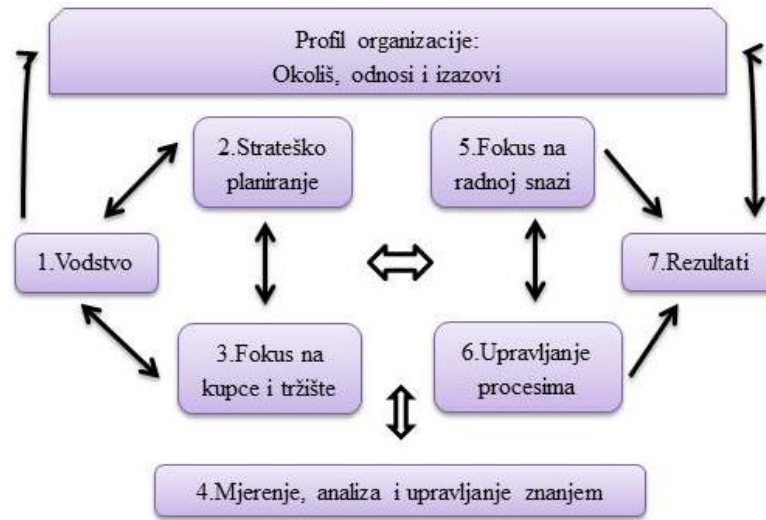 Profil organizacije:
Okoliš, odnosi i izazovi
2.Strateško
planiranje
5.Fokus na
radnoj snazi
1.Vodstvo
7.Rezultati
3.Fokus na
kupce i tržište
6.Upravljanje
procesima
4.Mjerenje, analiza i upravljanje znanjem